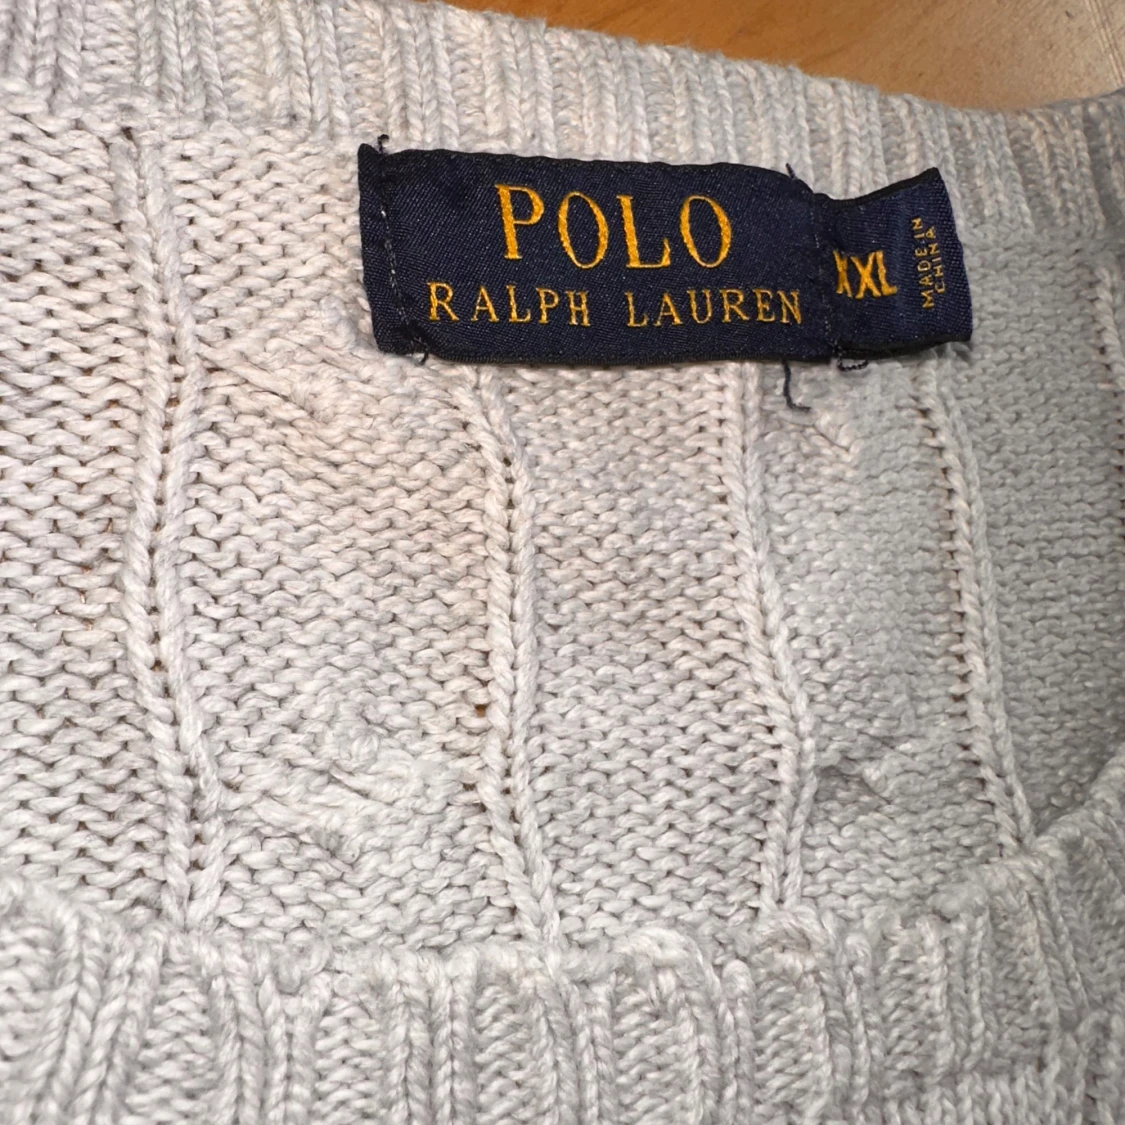 POLO
RALPH LAUREN
XXL
MADE IN
CHINA